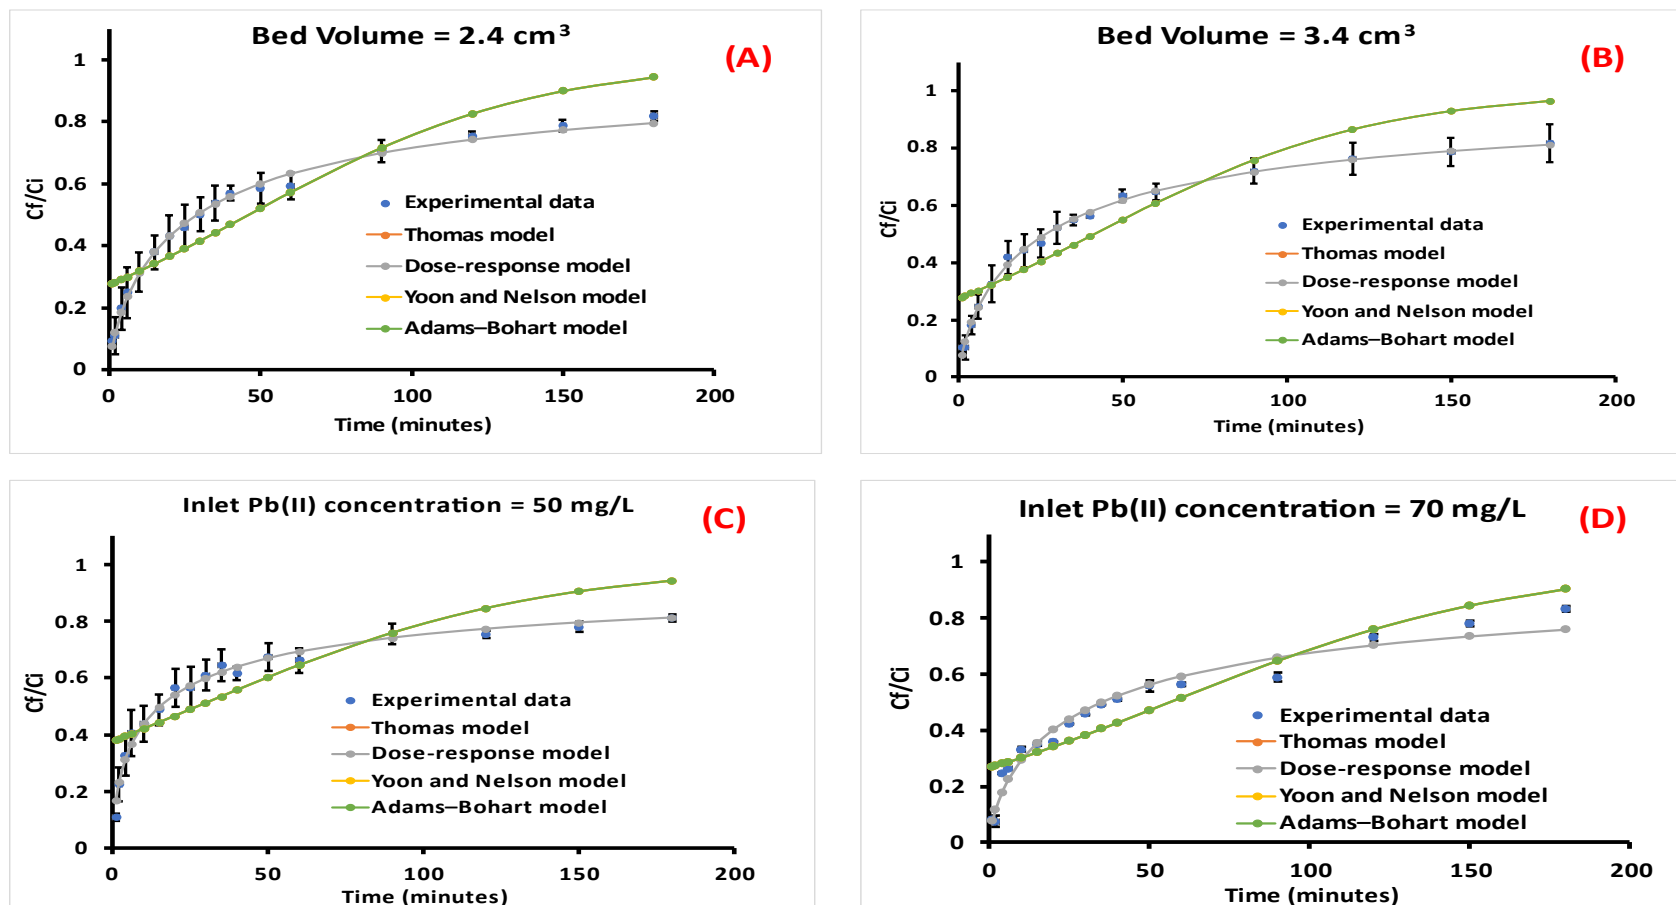 Bed Volume = 2.4 cm³
(A)
1
0.8
0.6
0.4
0.2
0
Cf/Ci
Experimental data
Thomas model
Dose-response model
Yoon and Nelson model
Adams–Bohart model
0 50 100 150 200
Time (minutes)
Bed Volume = 3.4 cm³
(B)
1
0.8
0.6
0.4
0.2
0
Cf/Ci
Experimental data
Thomas model
Dose-response model
Yoon and Nelson model
Adams–Bohart model
0 50 100 150 200
Time (minutes)
Inlet Pb(II) concentration = 50 mg/L
(C)
1
0.8
0.6
0.4
0.2
0
Cf/Ci
Experimental data
Thomas model
Dose-response model
Yoon and Nelson model
Adams–Bohart model
0 50 100 150 200
Time (minutes)
Inlet Pb(II) concentration = 70 mg/L
(D)
1
0.8
0.6
0.4
0.2
0
Cf/Ci
Experimental data
Thomas model
Dose-response model
Yoon and Nelson model
Adams–Bohart model
0 50 100 150 200
Time (minutes)